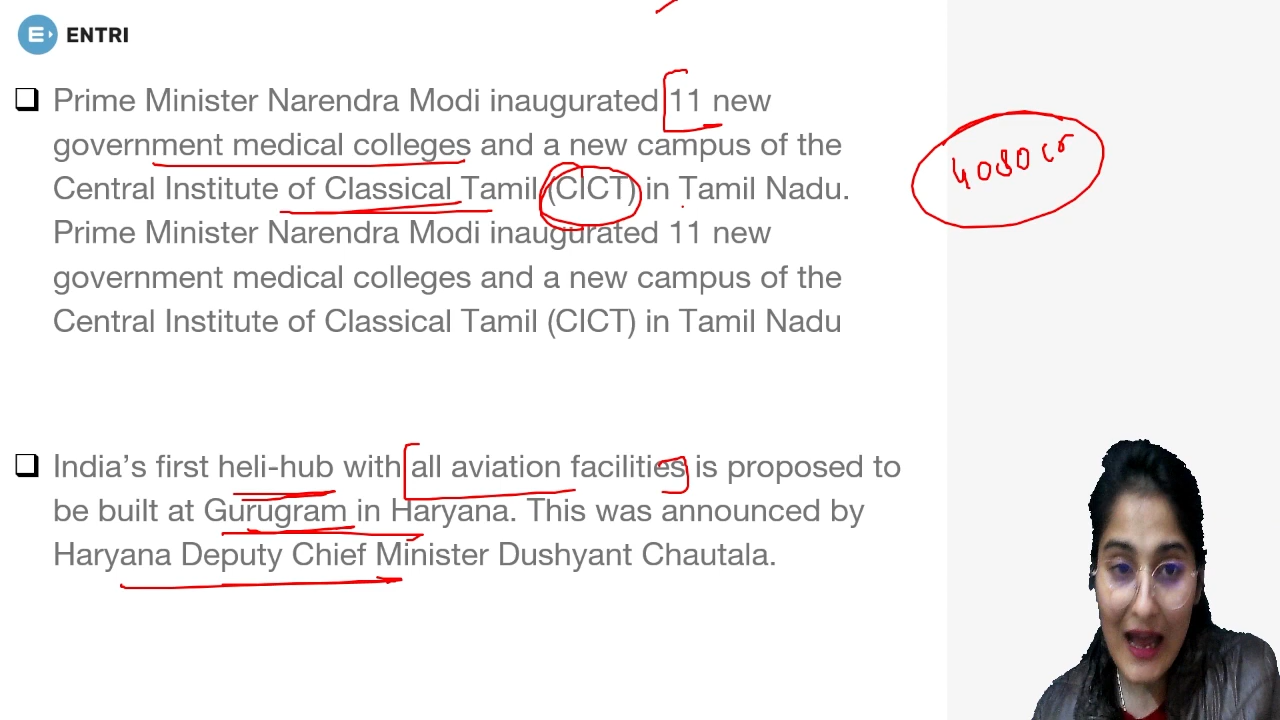 ENTRI
Prime Minister Narendra Modi inaugurated 11 new
government medical colleges and a new campus of the
Central Institute of Classical Tamil (CICT) in Tamil Nadu.
Prime Minister Narendra Modi inaugurated 11 new
government medical colleges and a new campus of the
Central Institute of Classical Tamil (CICT) in Tamil Nadu
4080 cr
India's first heli-hub with all aviation facilities is proposed to
be built at Gurugram in Haryana. This was announced by
Haryana Deputy Chief Minister Dushyant Chautala.